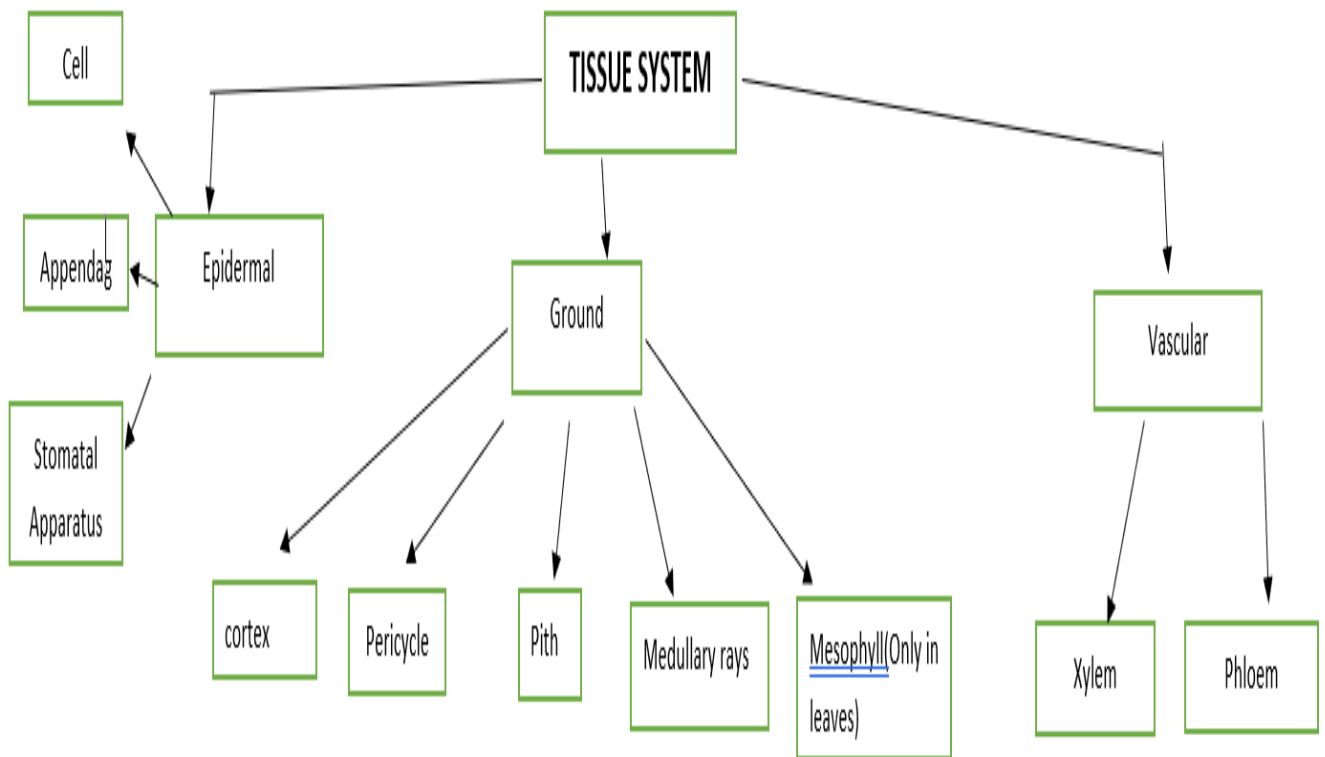 TISSUE SYSTEM
Cell
Appendag
Epidermal
Stomatal
Apparatus
Ground
Vascular
cortex
Pericycle
Pith
Medullary rays
Mesophyll(Only in
leaves)
Xylem
Phloem